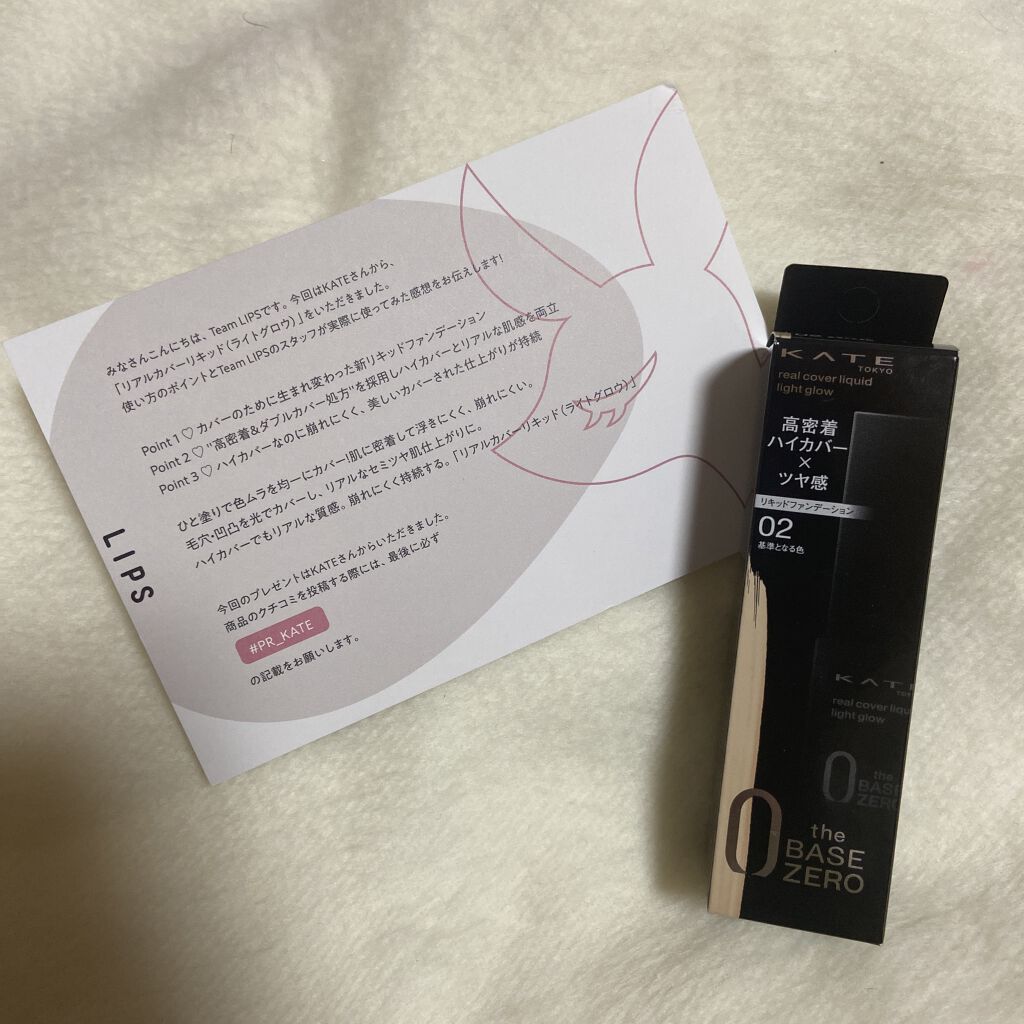 みなさんこんにちは、Team LIPSです。今回はKATEさんから、
「リアルカバーリキッド(ライトグロウ)」をいただきました。
使い方のポイントとTeam LIPSのスタッフが実際に使ってみた感想をお伝えします!
Point 1 ♡ カバーのために生まれ変わった新リキッドファンデーション
Point 2 ♡ "高密着&ダブルカバー処方"を採用しハイカバーとリアルな肌感を両立
Point 3 ♡ ハイカバーなのに崩れにくく、美しいカバーされた仕上がりが持続
ひと塗りで色ムラを均一にカバー!肌に密着して浮きにくく、崩れにくい。
毛穴・凹凸を光でカバーし、リアルなセミツヤ肌仕上がりに。
ハイカバーでもリアルな質感。崩れにくく持続する。「リアルカバーリキッド(ライトグロウ)」
今回のプレゼントはKATEさんからいただきました。
商品のクチコミを投稿する際には、最後に必ず
#PR_KATE
の記載をお願いします。
LIPS
KATE
TOKYO
real cover liquid
light glow
高密着
ハイカバー
×
ツヤ感
リキッドファンデーション
02
基準となる色
KATE
real cover liqu
light glow
0 the
BASE
ZERO
0 the
BASE
ZERO